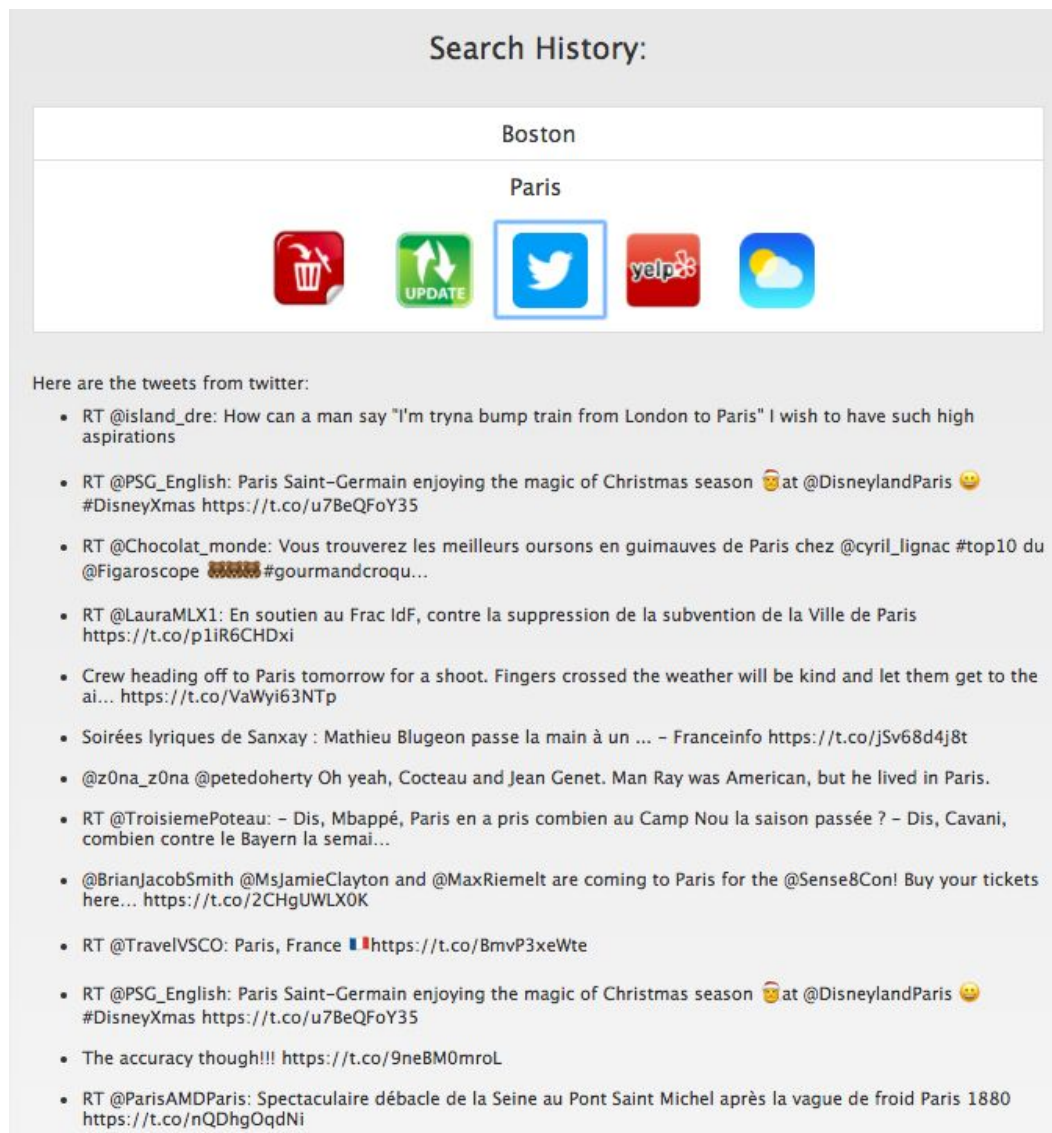 Search History:
Boston
Paris
UPDATE
yelp
Here are the tweets from twitter:
• RT @island_dre: How can a man say "I'm tryna bump train from London to Paris" I wish to have such high
aspirations
• RT @PSG_English: Paris Saint-Germain enjoying the magic of Christmas season 🎅at @DisneylandParis 😀
#DisneyXmas https://t.co/u7BeQFoY35
• RT @Chocolat_monde: Vous trouverez les meilleurs oursons en guimauves de Paris chez @cyril_lignac #top10 du
@Figaroscope 🐻🐻🐻🐻#gourmandcroqu...
• RT @LauraMLX1: En soutien au Frac IdF, contre la suppression de la subvention de la Ville de Paris
https://t.co/p1iR6CHDxi
• Crew heading off to Paris tomorrow for a shoot. Fingers crossed the weather will be kind and let them get to the
ai... https://t.co/VaWyi63NTp
• Soirées lyriques de Sanxay : Mathieu Blugeon passe la main à un ... – Franceinfo https://t.co/jSv68d4j8t
• @z0na_z0na @petedoherty Oh yeah, Cocteau and Jean Genet. Man Ray was American, but he lived in Paris.
• RT @TroisiemePoteau: – Dis, Mbappé, Paris en a pris combien au Camp Nou la saison passée ? – Dis, Cavani,
combien contre le Bayern la semai...
• @BrianJacobSmith @MsJamieClayton and @MaxRiemelt are coming to Paris for the @Sense8Con! Buy your tickets
here... https://t.co/2CHgUWLX0K
• RT @TravelVSCO: Paris, France 🇫🇷https://t.co/BmvP3xeWte
• RT @PSG_English: Paris Saint-Germain enjoying the magic of Christmas season 🎅at @DisneylandParis 😀
#DisneyXmas https://t.co/u7BeQFoY35
• The accuracy though!!! https://t.co/9neBM0mroL
• RT @ParisAMDParis: Spectaculaire débacle de la Seine au Pont Saint Michel après la vague de froid Paris 1880
https://t.co/nQDhgOqdNi